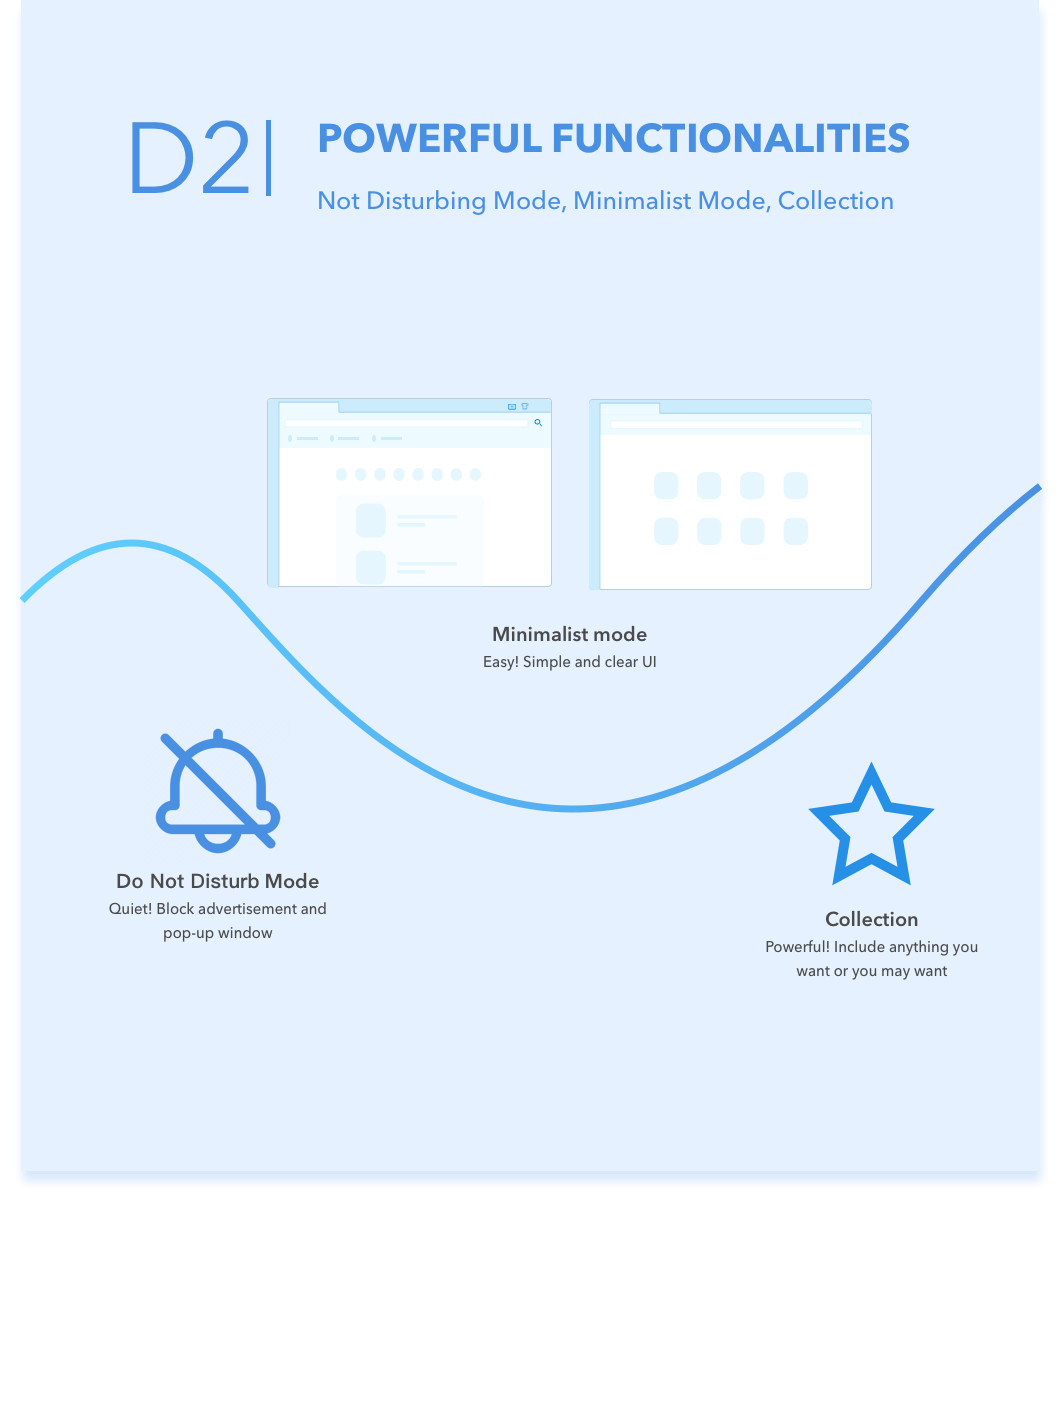 D2|
POWERFUL FUNCTIONALITIES
Not Disturbing Mode, Minimalist Mode, Collection
Minimalist mode
Easy! Simple and clear UI
Do Not Disturb Mode
Quiet! Block advertisement and
pop-up window
Collection
Powerful! Include anything you
want or you may want